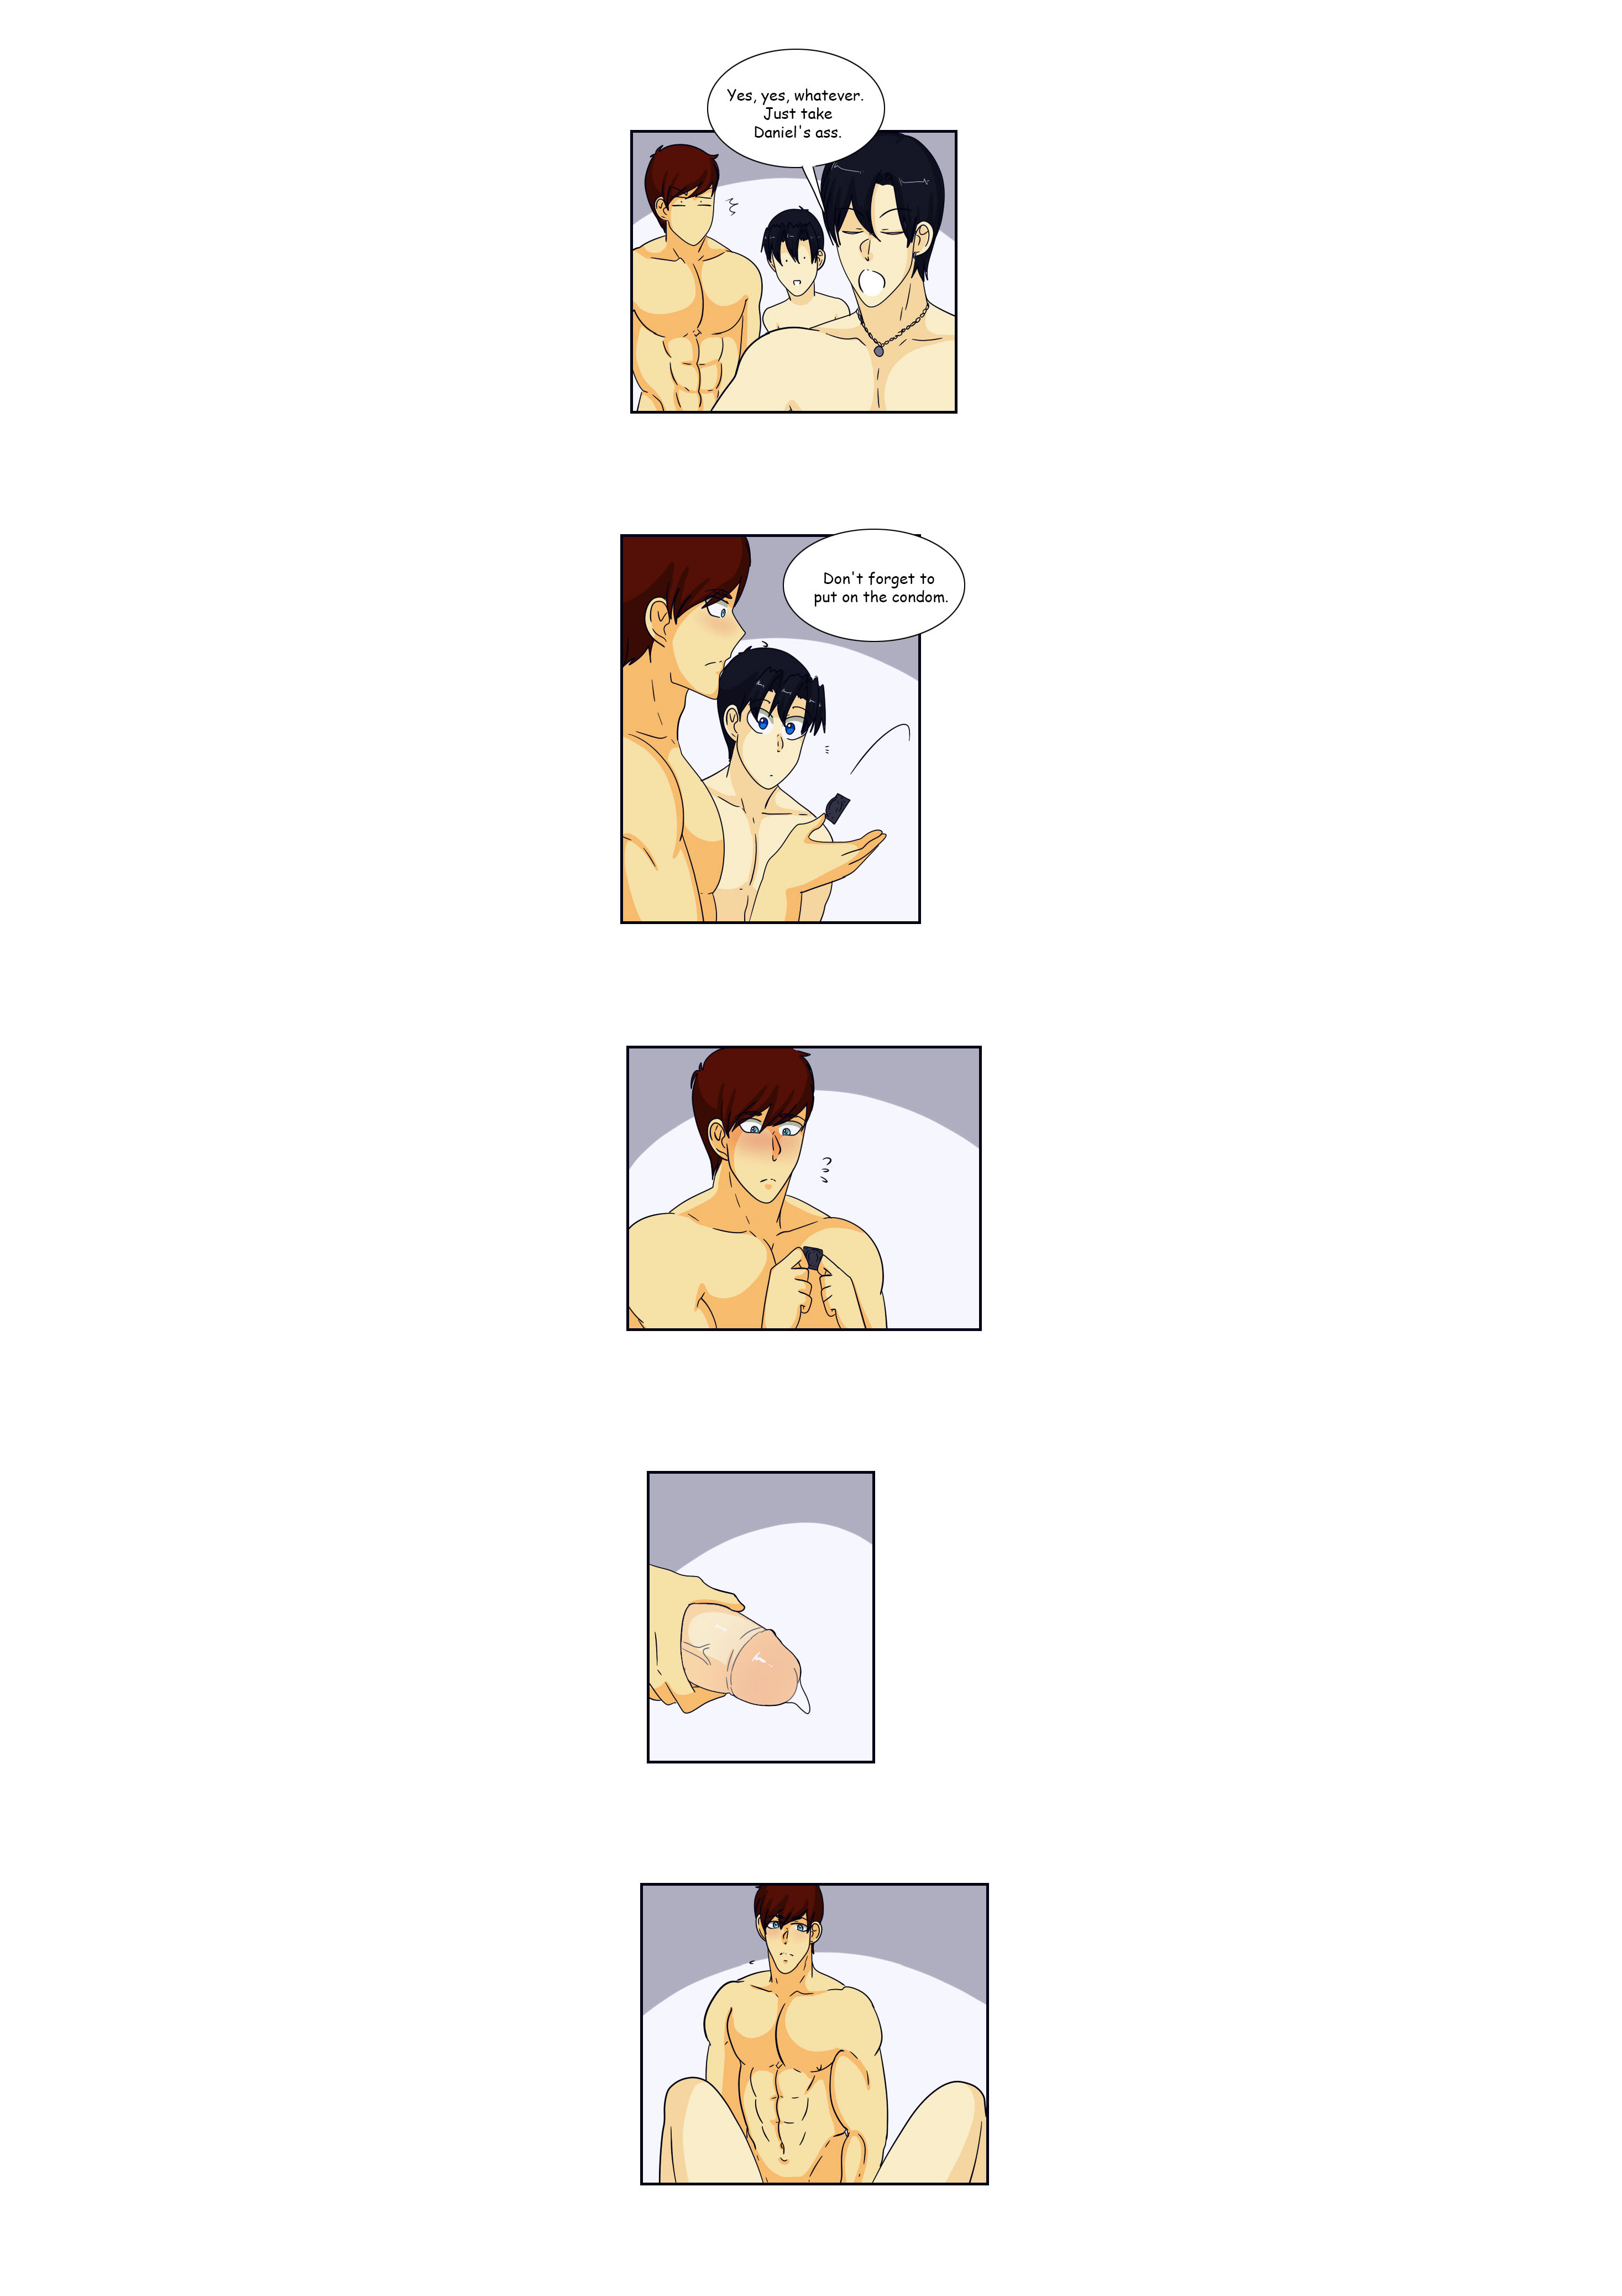 Yes, yes, whatever.
Just take
Daniel's ass.
Don't forget to
put on the condom.